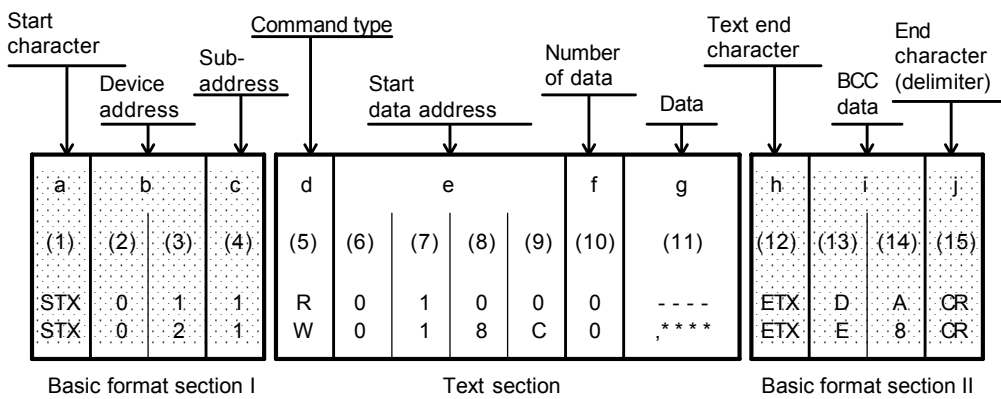 Start
character
Device
address
Sub-
address
Command type
Start
data address
Number
of data
Data
Text end
character
BCC
data
End
character
(delimiter)
a b c d e f g h i j
(1) (2) (3) (4) (5) (6) (7) (8) (9) (10) (11) (12) (13) (14) (15)
STX 0 1 1 R 0 1 0 0 0 - - - - ETX D A CR
STX 0 2 1 W 0 1 8 C 0 ,* * * * ETX E 8 CR
Basic format section I Text section Basic format section II